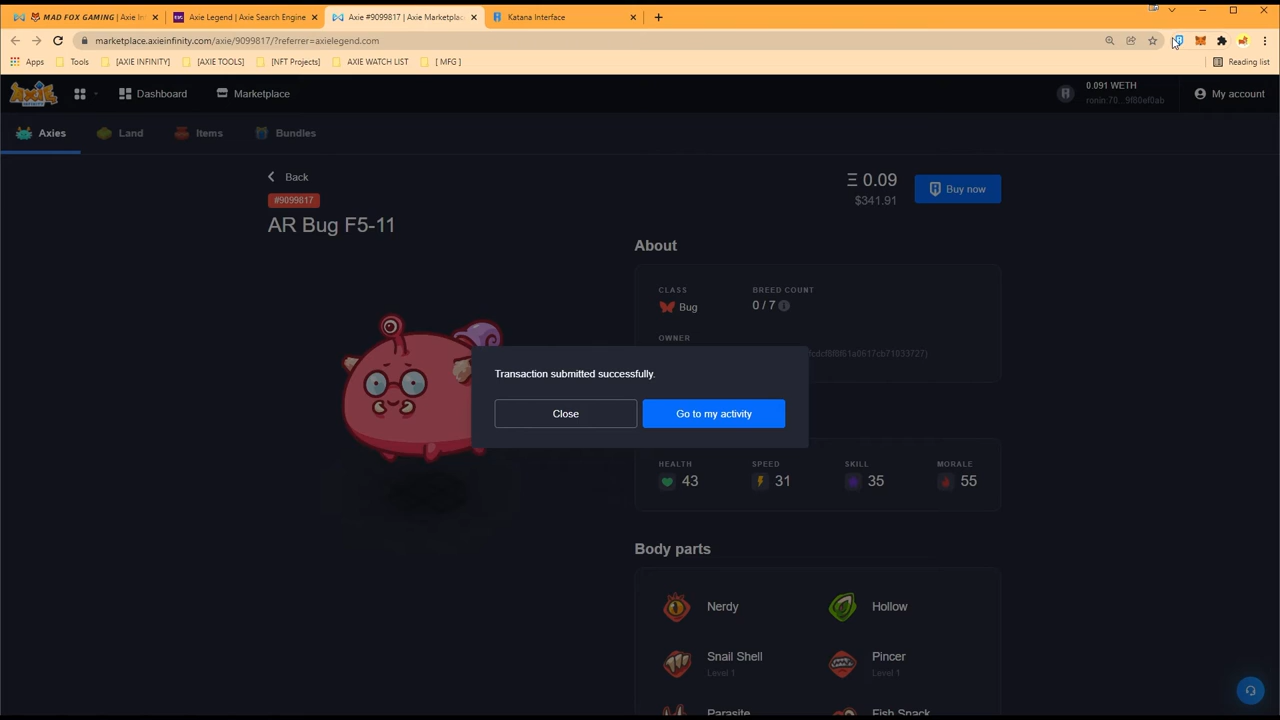 MAD FOX GAMING | Axie In
Axie Legend | Axie Search Engine
Axie #9099817 | Axie Marketplac
Katana Interface
marketplace.axieinfinity.com/axie/9099817/?referrer=axielegend.com
Apps
Tools
[AXIE INFINITY]
[AXIE TOOLS]
[NFT Projects]
AXIE WATCH LIST
[ MFG ]
Reading list
Dashboard
Marketplace
0.091 WETH
ronin:70...9f80ef0ab
My account
Axies
Land
Items
Bundles
Back
#9099817
AR Bug F5-11
Ξ 0.09
$341.91
Buy now
About
CLASS
BREED COUNT
Bug
0 / 7
OWNER
Transaction submitted successfully.
Close
Go to my activity
HEALTH
SPEED
SKILL
MORALE
43
31
35
55
Body parts
Nerdy
Hollow
Snail Shell
Level 1
Pincer
Level 1
Parasite
Fish Snack